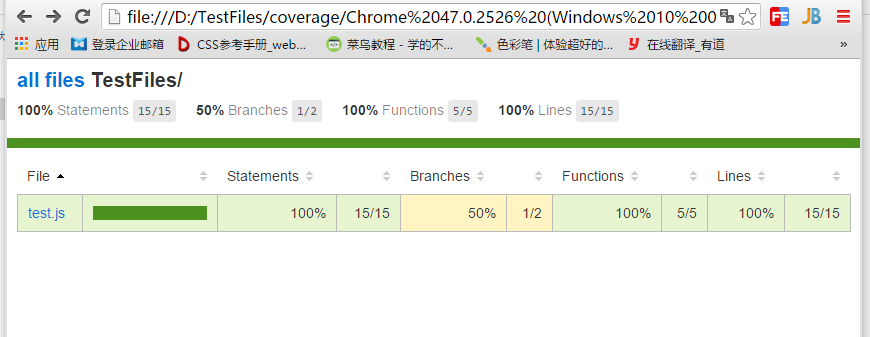 file:///D:/TestFiles/coverage/Chrome%2047.0.2526%20(Windows%2010%200
应用 登录企业邮箱 CSS参考手册_web... 菜鸟教程 - 学的不... 色彩笔 | 体验超好的... 在线翻译_有道 »
all files TestFiles/
100% Statements 15/15 50% Branches 1/2 100% Functions 5/5 100% Lines 15/15
File Statements Branches Functions Lines
test.js 100% 15/15 50% 1/2 100% 5/5 100% 15/15